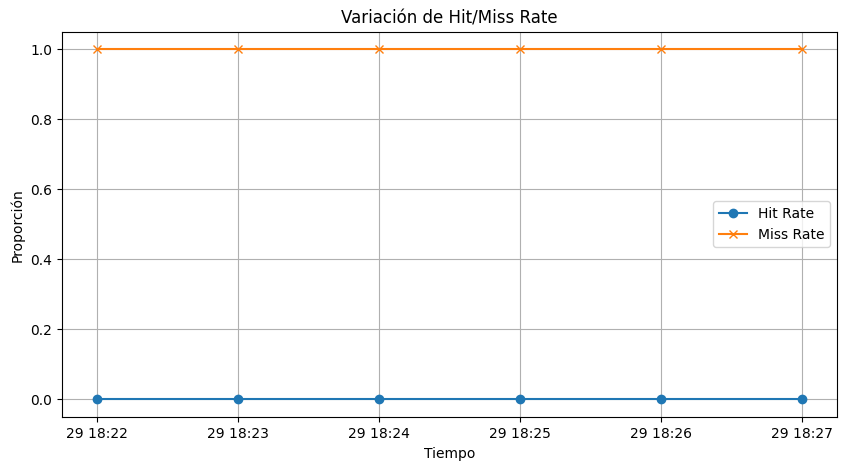 Variación de Hit/Miss Rate
1.0
0.8
0.6
0.4
0.2
0.0
Proporción
Hit Rate
Miss Rate
29 18:22 29 18:23 29 18:24 29 18:25 29 18:26 29 18:27
Tiempo